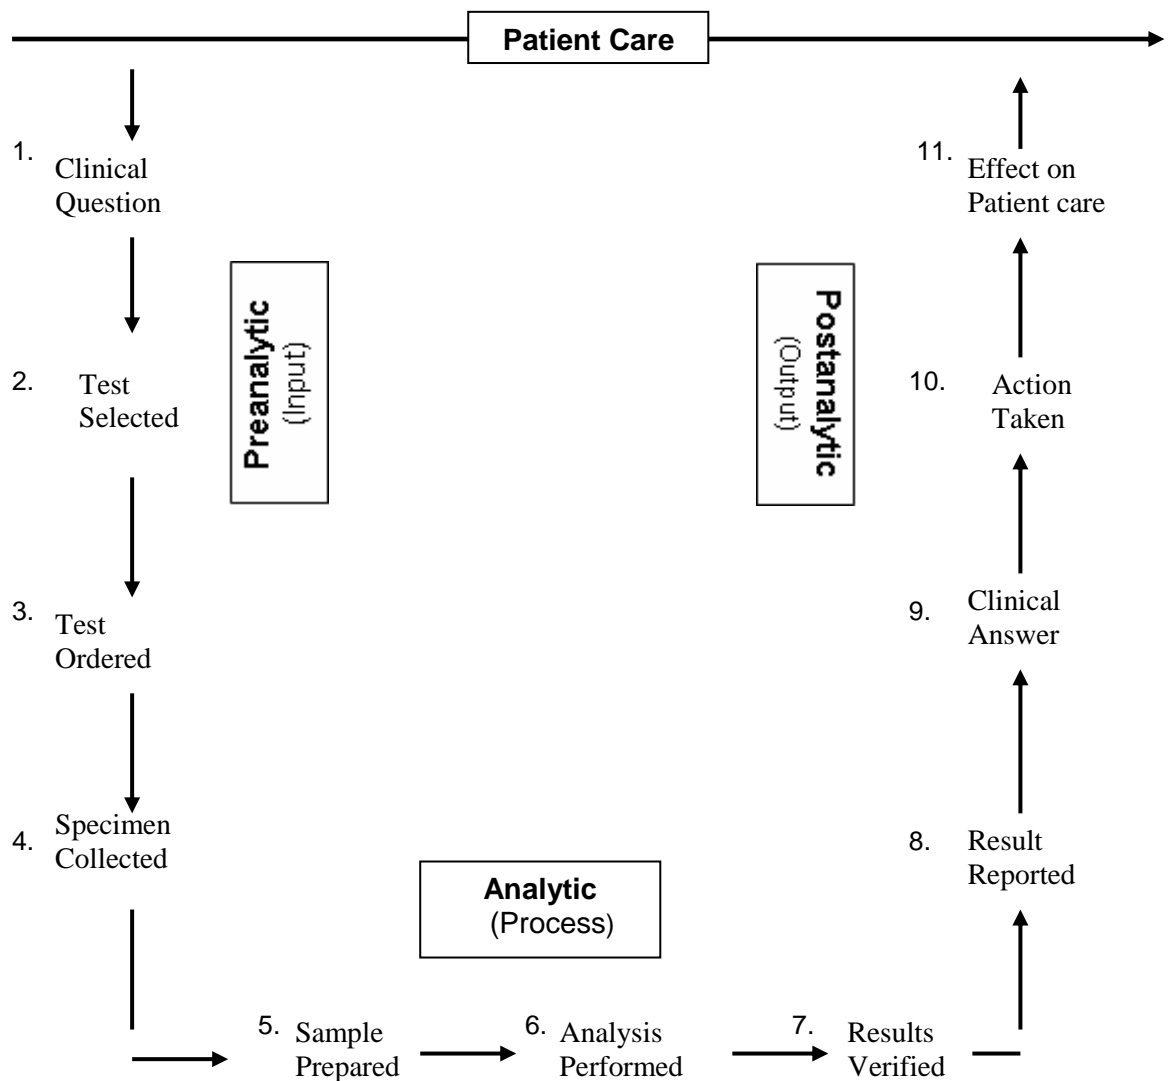 Patient Care
1. Clinical
Question
2. Test
Selected
3. Test
Ordered
4. Specimen
Collected
Preanalytic
(Input)
Analytic
(Process)
5. Sample
Prepared
6. Analysis
Performed
7. Results
Verified
8. Result
Reported
9. Clinical
Answer
10. Action
Taken
11. Effect on
Patient care
Postanalytic
(Output)